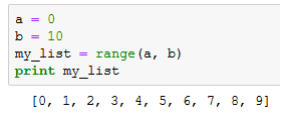 a = 0
b = 10
my_list = range(a, b)
print my_list
[0, 1, 2, 3, 4, 5, 6, 7, 8, 9]